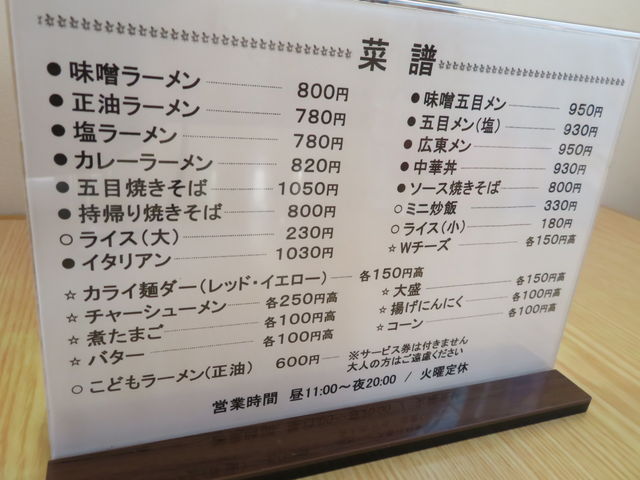 菜 譜
● 味噌ラーメン 800円
● 正油ラーメン 780円
● 塩ラーメン 780円
● カレーラーメン 820円
● 五目焼きそば 1050円
● 持帰り焼きそば 800円
○ ライス(大) 230円
● イタリアン 1030円
☆ カライ麺ダー(レッド・イエロー) 各150円高
☆ チャーシューメン 各250円高
☆ 煮たまご 各100円高
☆ バター 各100円高
○ こどもラーメン(正油) 600円 ※サービス券は付きません
大人の方はご遠慮ください
● 味噌五目メン 950円
● 五目メン(塩) 930円
● 広東メン 950円
● 中華丼 930円
● ソース焼きそば 800円
○ ミニ炒飯 330円
○ ライス(小) 180円
☆ Wチーズ 各150円高
☆ 大盛 各150円高
☆ 揚げにんにく 各100円高
☆ コーン 各100円高
営業時間 昼11:00～夜20:00 / 火曜定休